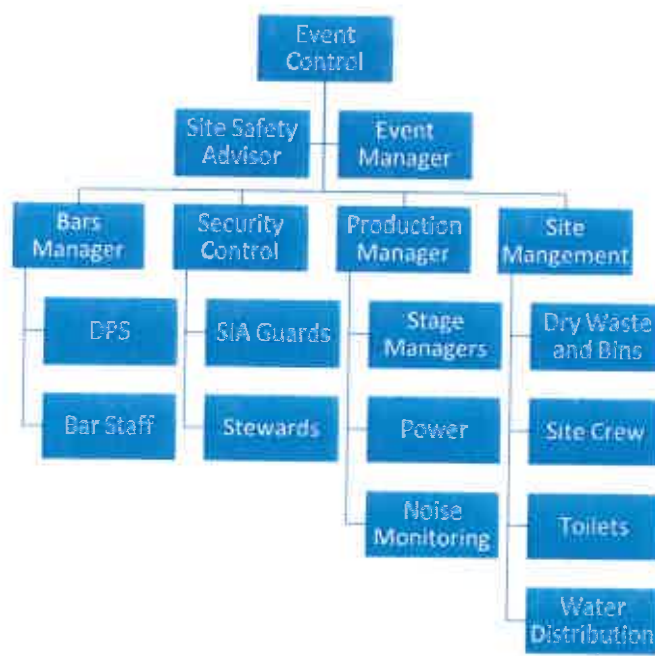 Event
Control
Site Safety
Advisor
Event
Manager
Bars
Manager
Security
Control
Production
Manager
Site
Mangement
DPS
SIA Guards
Stage
Managers
Dry Waste
and Bins
Bar Staff
Stewards
Power
Site Crew
Noise
Monitoring
Toilets
Water
Distribution